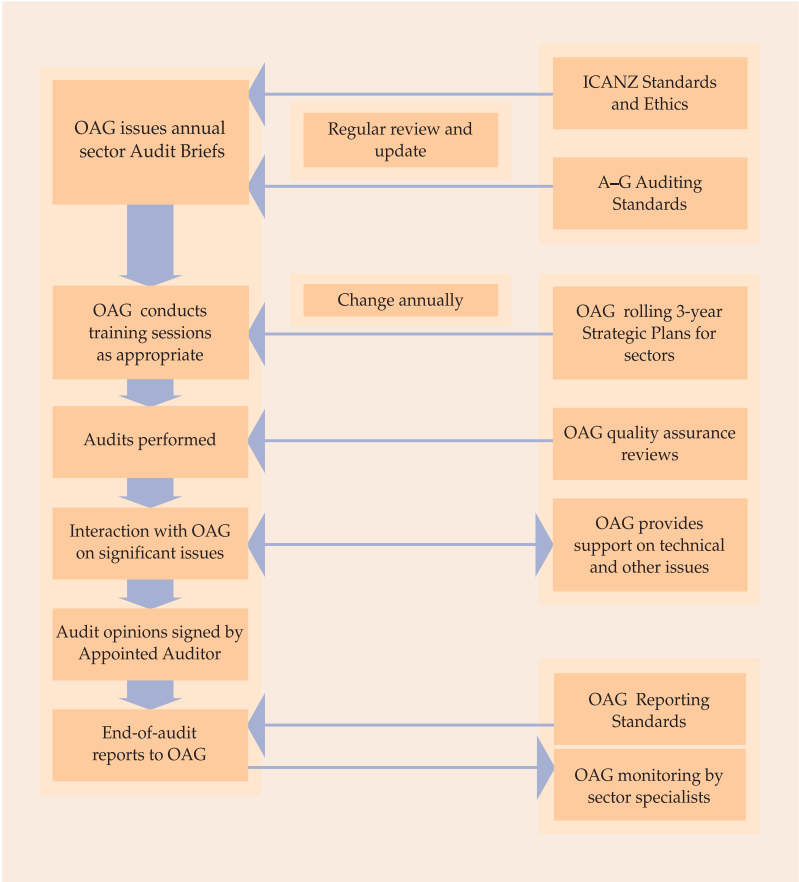 OAG issues annual
sector Audit Briefs
Regular review and
update
ICANZ Standards
and Ethics
A–G Auditing
Standards
OAG conducts
training sessions
as appropriate
Change annually
OAG rolling 3-year
Strategic Plans for
sectors
Audits performed
OAG quality assurance
reviews
Interaction with OAG
on significant issues
OAG provides
support on technical
and other issues
Audit opinions signed by
Appointed Auditor
End-of-audit
reports to OAG
OAG Reporting
Standards
OAG monitoring by
sector specialists